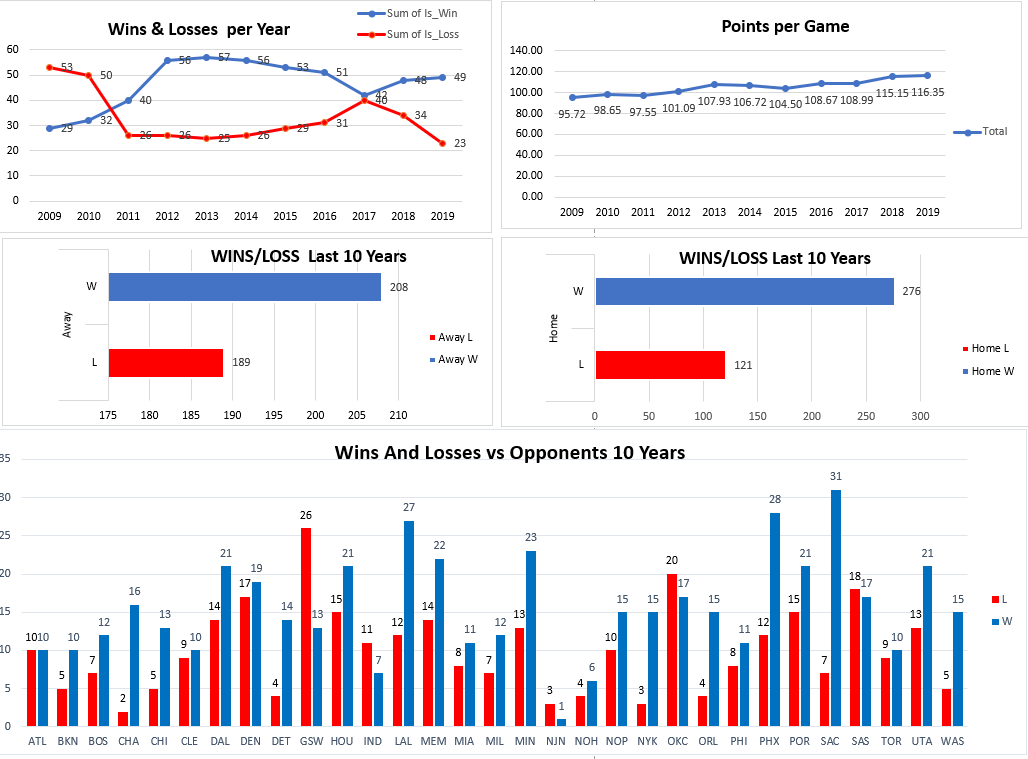 Wins & Losses per Year
Sum of Is_Win
Sum of Is_Loss
60
50
40
30
20
10
0
53 50 26 26 25 26 29 31 40 34 23
29 32 40 56 57 56 53 51 42 48 49
2009 2010 2011 2012 2013 2014 2015 2016 2017 2018 2019
Points per Game
140.00
120.00
100.00
80.00
60.00
40.00
20.00
0.00
95.72 98.65 97.55 101.09 107.93 106.72 104.50 108.67 108.99 115.15 116.35
Total
2009 2010 2011 2012 2013 2014 2015 2016 2017 2018 2019
WINS/LOSS Last 10 Years
Away
W
208
L
189
Away L
Away W
175 180 185 190 195 200 205 210
WINS/LOSS Last 10 Years
Home
W
276
L
121
Home L
Home W
0 50 100 150 200 250 300
Wins And Losses vs Opponents 10 Years
35
30
25
20
15
10
5
0
10 10 5 10 7 12 2 16 5 13 9 10 14 21 17 19 4 14 26 13 15 21 11 7 12 27 14 22 8 11 7 12 13 23 3 1 4 6 10 15 3 15 20 17 4 15 8 11 12 28 15 21 7 31 18 17 9 10 13 21 5 15
L
W
ATL BKN BOS CHA CHI CLE DAL DEN DET GSW HOU IND LAL MEM MIA MIL MIN NJN NOH NOP NYK OKC ORL PHI PHX POR SAC SAS TOR UTA WAS